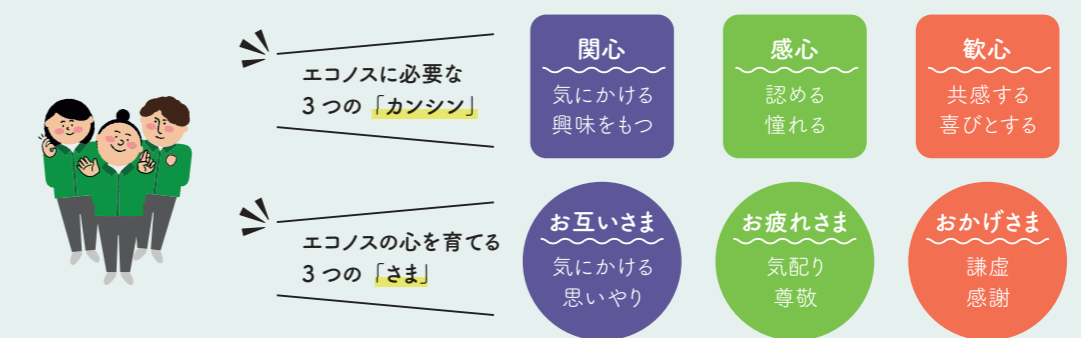 エコノスに必要な
3つの「カンシン」
関心
気にかける
興味をもつ
感心
認める
憧れる
歓心
共感する
喜びとする
エコノスの心を育てる
3つの「さま」
お互いさま
気にかける
思いやり
お疲れさま
気配り
尊敬
おかげさま
謙虚
感謝